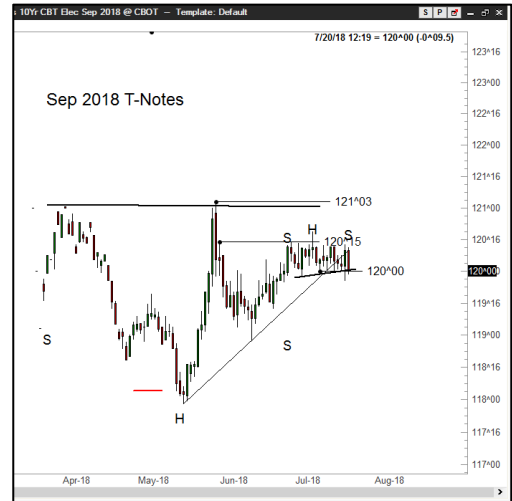 s 10Yr CBT Elec Sep 2018 @ CBOT – Template: Default
S P
7/20/18 12:19 = 120^00 (-0^09.5)
Sep 2018 T-Notes
123^16
123^00
122^16
122^00
121^16
121^00
120^16
120^00
119^16
119^00
118^16
118^00
117^16
117^00
121^03
S
H
S
120^15
120^00
S
S
H
Apr-18
May-18
Jun-18
Jul-18
Aug-18